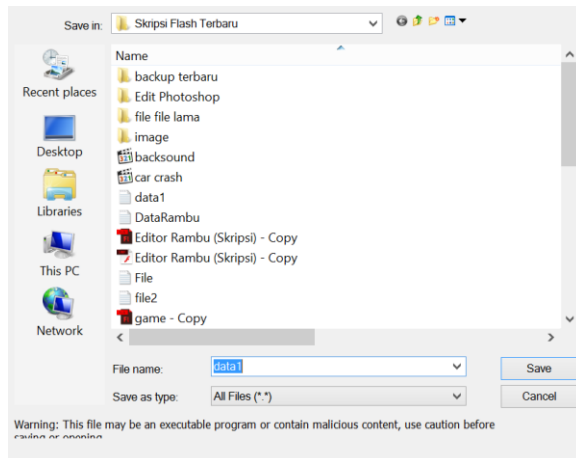 Save in: Skripsi Flash Terbaru
Recent places
Desktop
Libraries
This PC
Network
Name
backup terbaru
Edit Photoshop
file file lama
image
backsound
car crash
data1
DataRambu
Editor Rambu (Skripsi) - Copy
Editor Rambu (Skripsi) - Copy
File
file2
game - Copy
File name: data1 Save
Save as type: All Files (*.*) Cancel
Warning: This file may be an executable program or contain malicious content, use caution before
saving or opening